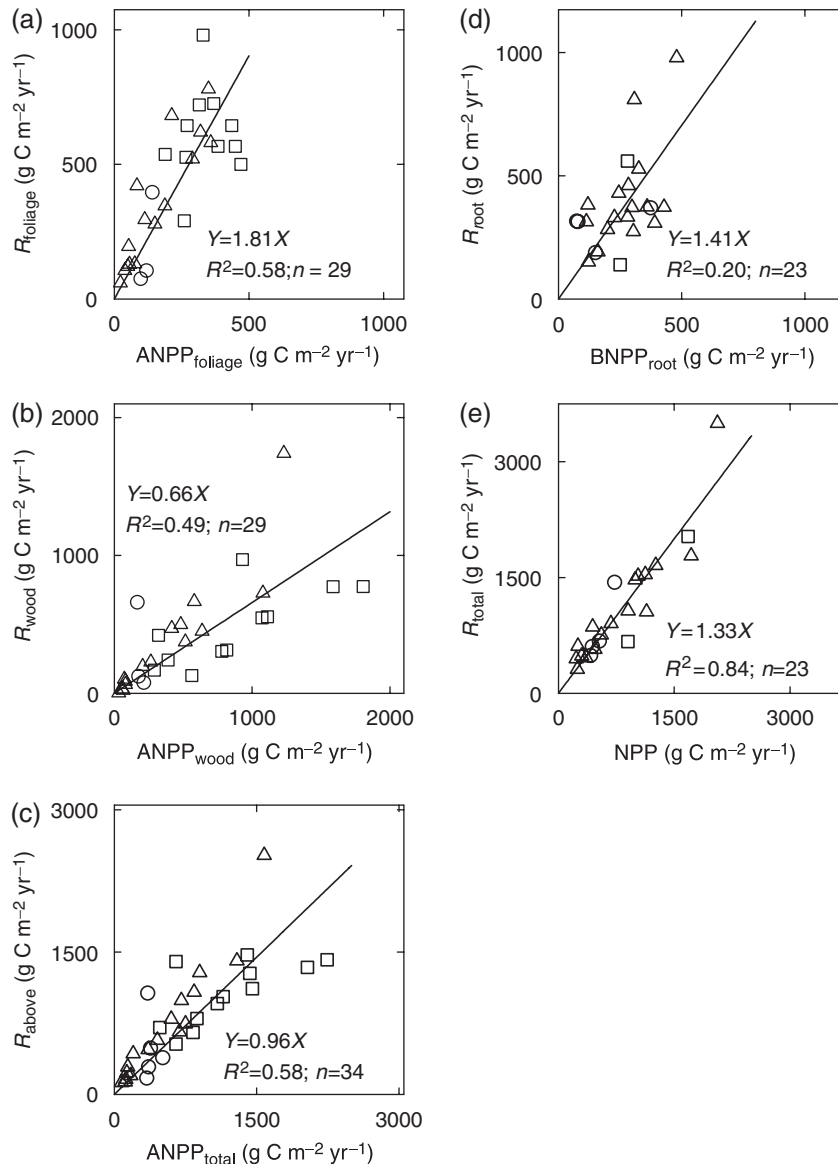 (a)
1000
500
0
0 500 1000
R_foliage (g C m⁻² yr⁻¹)
Y=1.81X
R²=0.58;n = 29
ANPP_foliage (g C m⁻² yr⁻¹)
(b)
2000
1000
0
0 1000 2000
R_wood (g C m⁻² yr⁻¹)
Y=0.66X
R²=0.49; n=29
ANPP_wood (g C m⁻² yr⁻¹)
(c)
3000
1500
0
0 1500 3000
R_above (g C m⁻² yr⁻¹)
Y=0.96X
R²=0.58; n=34
ANPP_total (g C m⁻² yr⁻¹)
(d)
1000
500
0
0 500 1000
R_root (g C m⁻² yr⁻¹)
Y=1.41X
R²=0.20; n=23
BNPP_root (g C m⁻² yr⁻¹)
(e)
3000
1500
0
0 1500 3000
R_total (g C m⁻² yr⁻¹)
Y=1.33X
R²=0.84; n=23
NPP (g C m⁻² yr⁻¹)